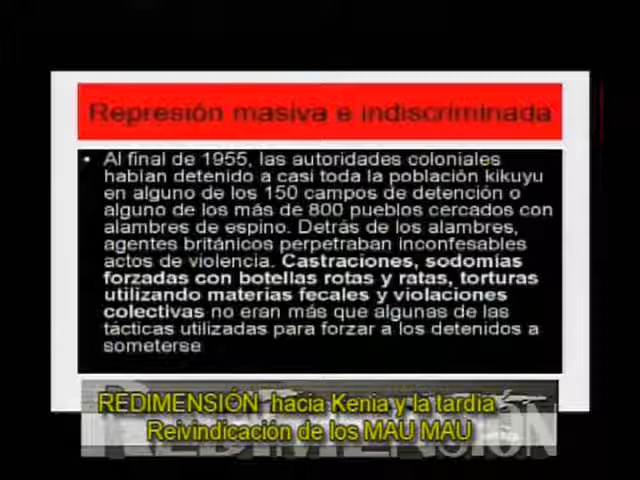 Represión masiva e indiscriminada
• Al final de 1955, las autoridades coloniales
habían detenido a casi toda la población kikuyu
en alguno de los 150 campos de detención o
alguno de los más de 800 pueblos cercados con
alambres de espino. Detrás de los alambres,
agentes británicos perpetraban inconfesables
actos de violencia. Castraciones, sodomías
forzadas con botellas rotas y ratas, torturas
utilizando materias fecales y violaciones
colectivas no eran más que algunas de las
tácticas utilizadas para forzar a los detenidos a
someterse
REDIMENSIÓN hacia Kenia y la tardia
Reivindicación de los MAU MAU
REDIMENSIÓN